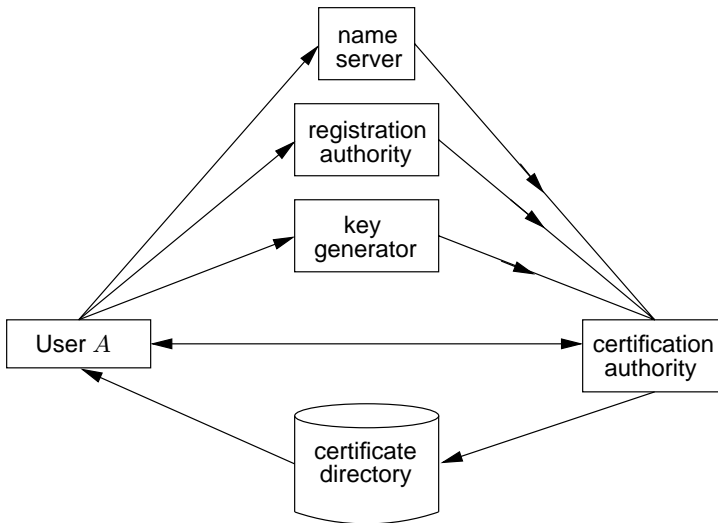 name
server
registration
authority
key
generator
User A
certification
authority
certificate
directory